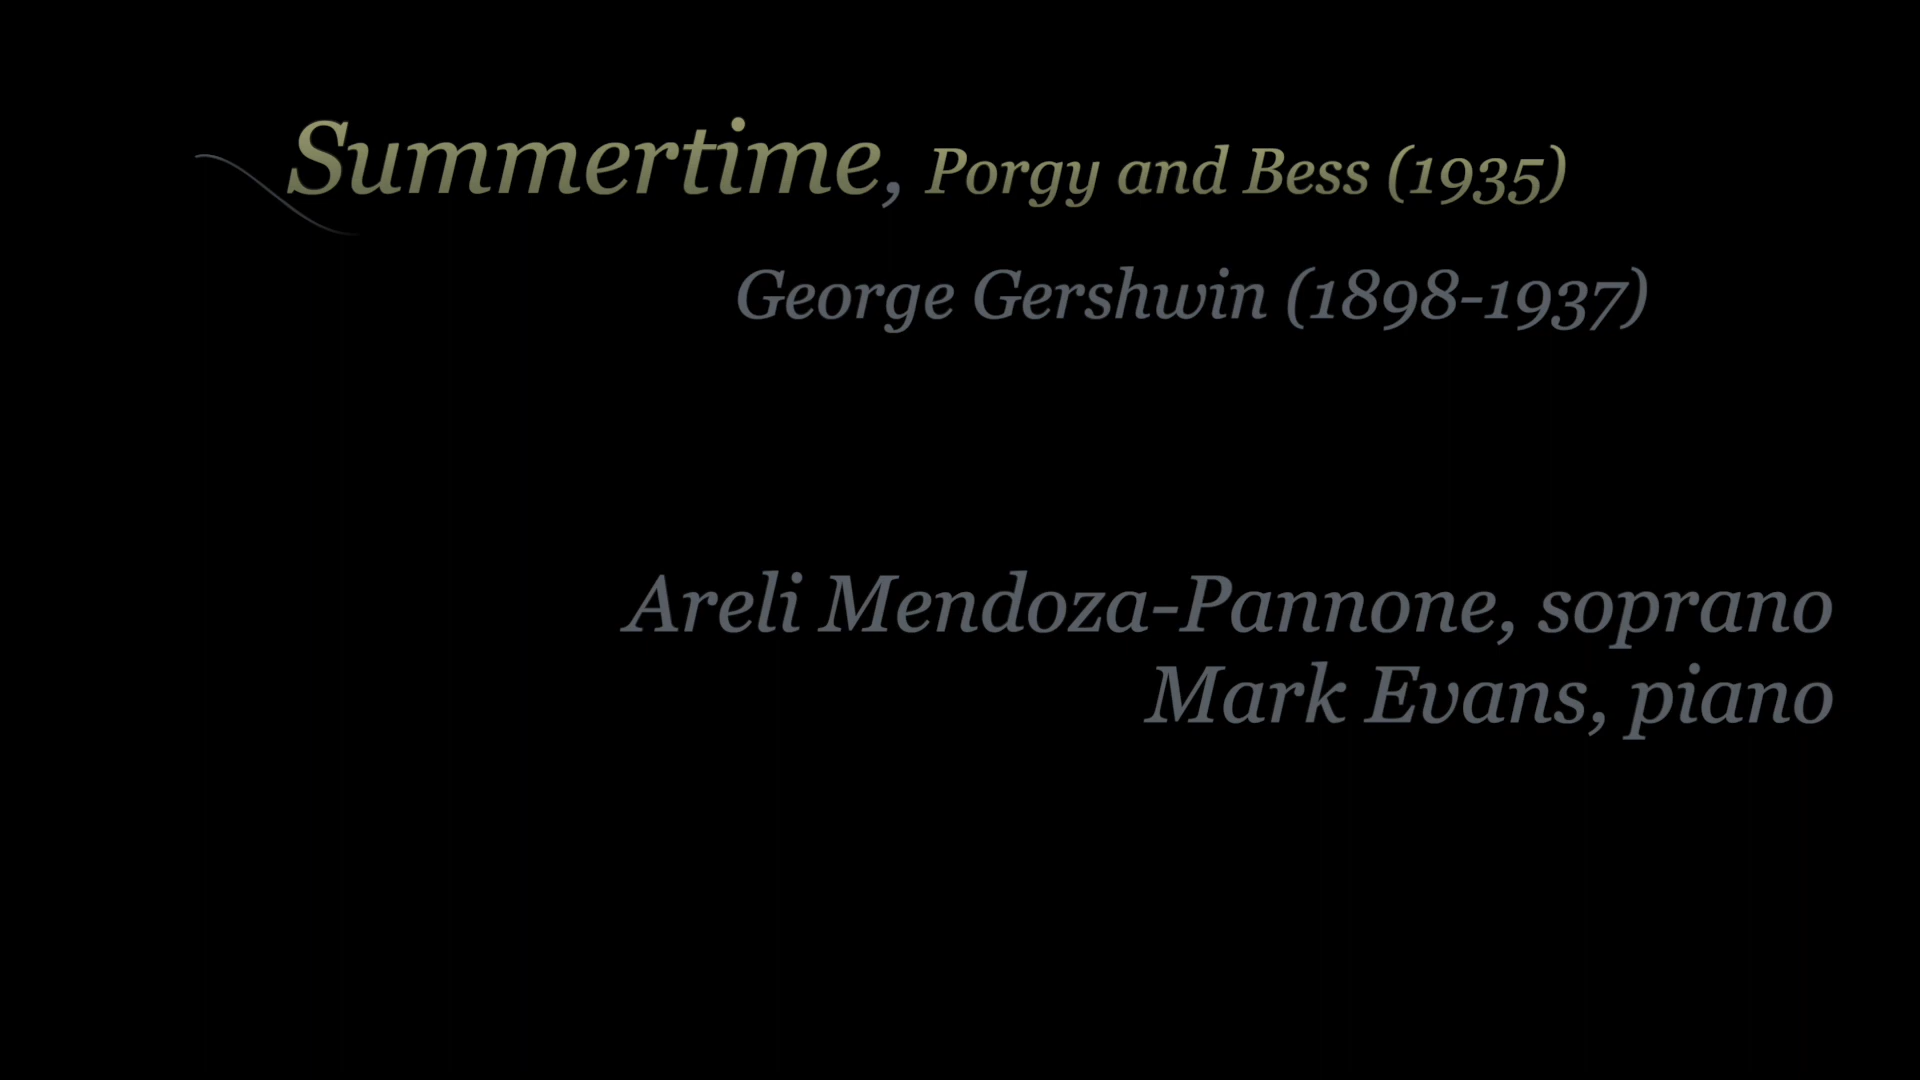 Summertime, Porgy and Bess (1935)
George Gershwin (1898-1937)
Areli Mendoza-Pannone, soprano
Mark Evans, piano